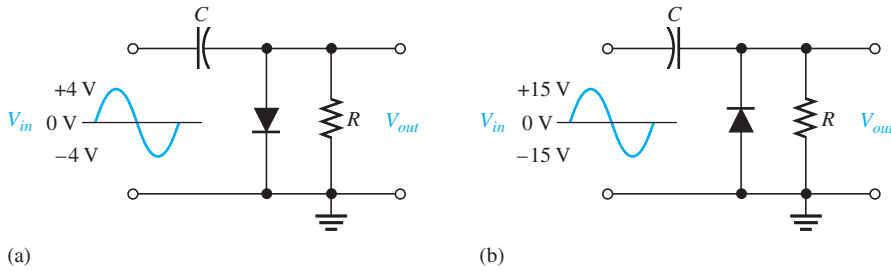 C
+4 V
V_in 0 V
−4 V
R
V_out
(a)
C
+15 V
V_in 0 V
−15 V
R
V_out
(b)